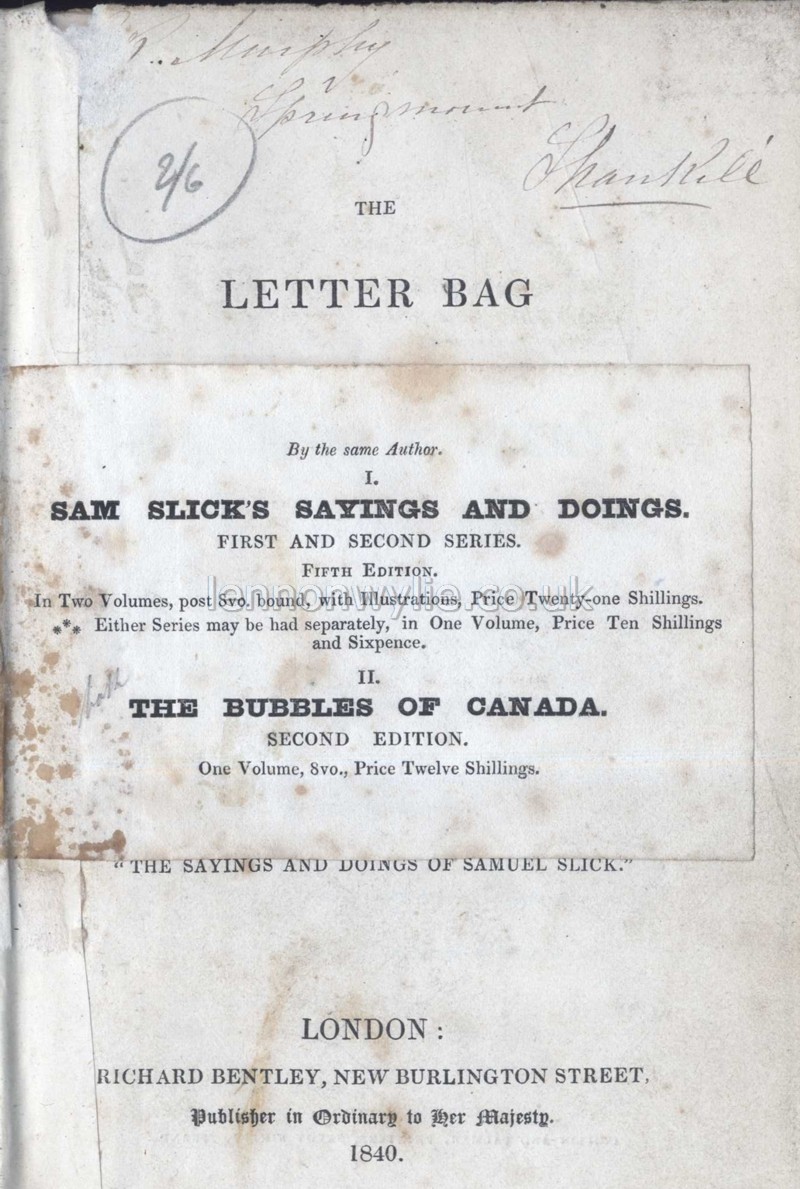 R. Murphy
Springmount
Shankill
2/6
THE
LETTER BAG
By the same Author.
I.
SAM SLICK'S SAYINGS AND DOINGS.
FIRST AND SECOND SERIES.
FIFTH EDITION.
In Two Volumes, post 8vo. bound, with Illustrations, Price Twenty-one Shillings.
lennonwylie.co.uk
*** Either Series may be had separately, in One Volume, Price Ten Shillings
and Sixpence.
II.
THE BUBBLES OF CANADA.
SECOND EDITION.
One Volume, 8vo., Price Twelve Shillings.
"THE SAYINGS AND DOINGS OF SAMUEL SLICK."
LONDON:
RICHARD BENTLEY, NEW BURLINGTON STREET,
Publisher in Ordinary to Her Majesty.
1840.